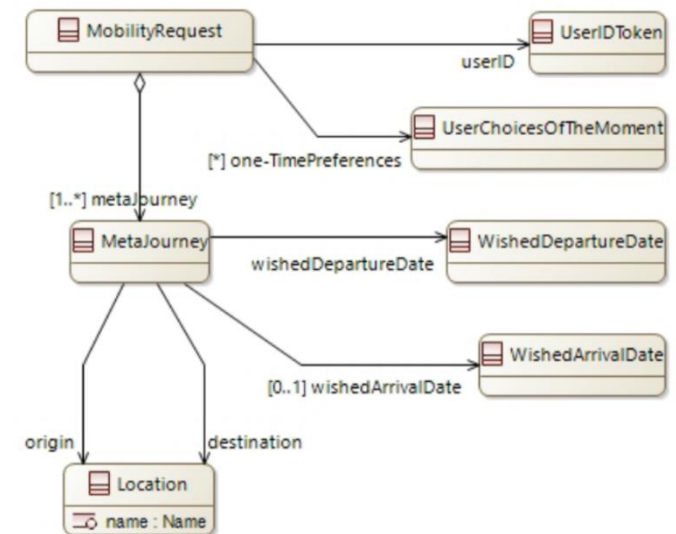 MobilityRequest
UserIDToken
userID
UserChoicesOfTheMoment
[*] one-TimePreferences
[1..*] metaJourney
MetaJourney
WishedDepartureDate
wishedDepartureDate
WishedArrivalDate
[0..1] wishedArrivalDate
origin
destination
Location
name : Name